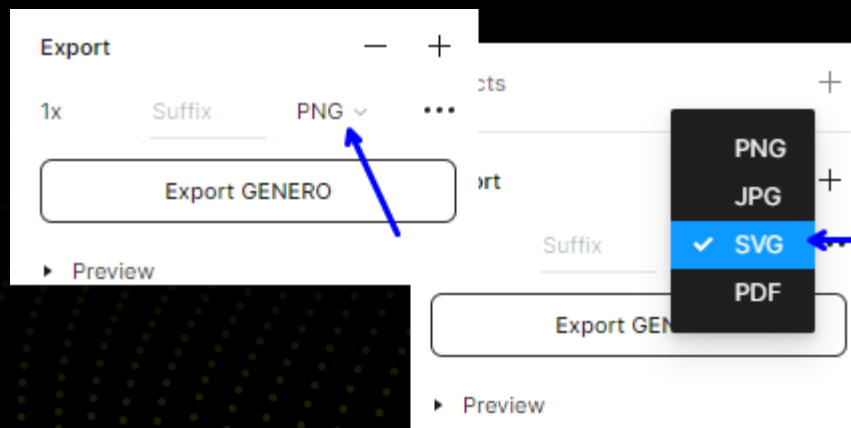 Export
1x Suffix PNG
Export GENERO
Preview
cts
PNG
ort
JPG
Suffix
SVG
PDF
Export GEN
Preview